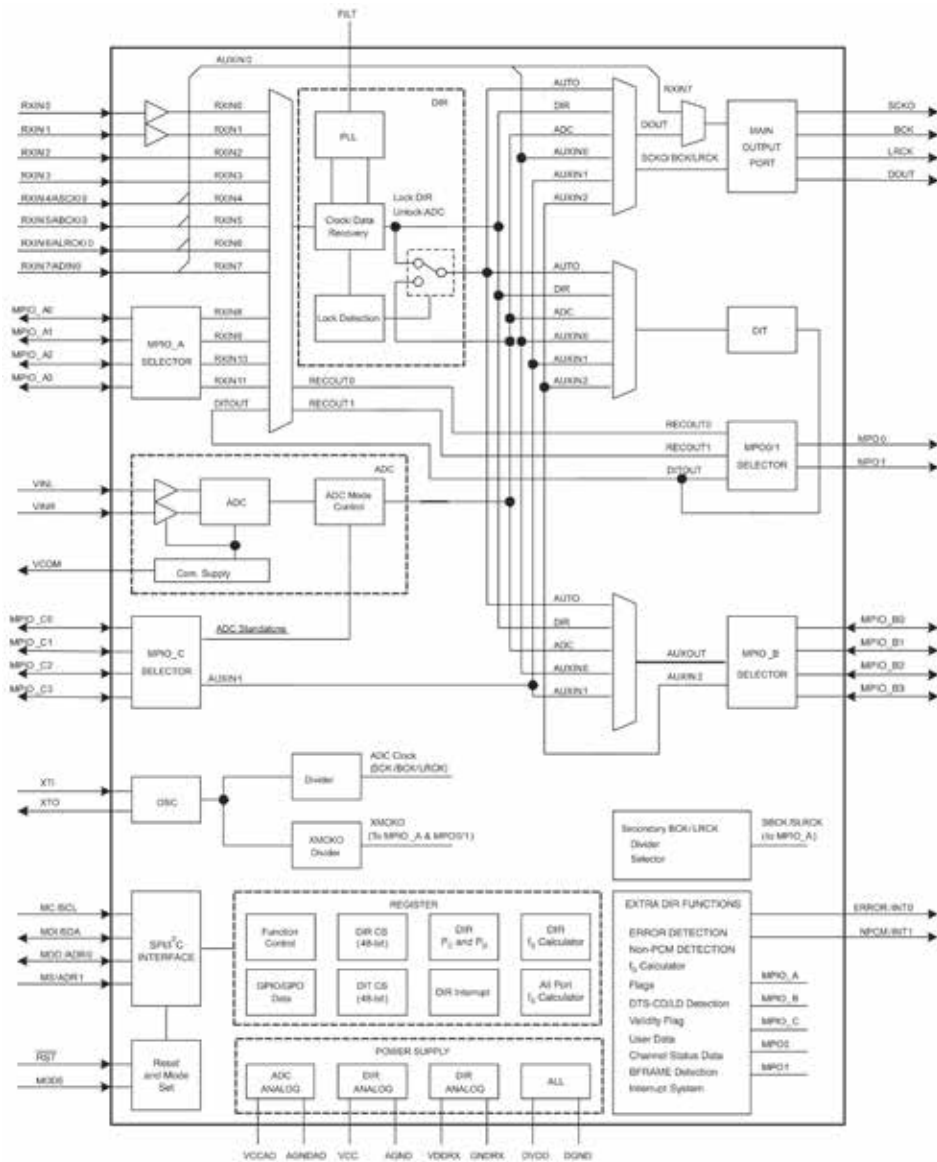 FILT
AUXIN0
RXIN0
RXIN1
RXIN2
RXIN3
RXIN4/ASCKI0
RXIN5/ABCKI0
RXIN6/ALRCKI0
RXIN7/ADIN0
RXIN0
RXIN1
RXIN2
RXIN3
RXIN4
RXIN5
RXIN6
RXIN7
DIR
PLL
Clock/Data
Recovery
Lock Detection
Lock:DIR
Unlock:ADC
AUTO
DIR
ADC
AUXIN0
AUXIN1
AUXIN2
RXIN7
DOUT
SCKO/BCK/LRCK
MAIN
OUTPUT
PORT
SCKO
BCK
LRCK
DOUT
MPIO_A0
MPIO_A1
MPIO_A2
MPIO_A3
MPIO_A
SELECTOR
RXIN8
RXIN9
RXIN10
RXIN11
DITOUT
RECOUT0
RECOUT1
AUTO
DIR
ADC
AUXIN0
AUXIN1
AUXIN2
DIT
RECOUT0
RECOUT1
DITOUT
MPO0/1
SELECTOR
MPO0
MPO1
ADC
VINL
VINR
ADC
ADC Mode
Control
Com. Supply
VCOM
MPIO_C0
MPIO_C1
MPIO_C2
MPIO_C3
MPIO_C
SELECTOR
ADC Standalone
AUXIN1
AUTO
DIR
ADC
AUXIN0
AUXIN1
AUXOUT
AUXIN2
MPIO_B
SELECTOR
MPIO_B0
MPIO_B1
MPIO_B2
MPIO_B3
XTI
XTO
OSC
Divider
ADC Clock
(SCK/BCK/LRCK)
XMCKO
Divider
XMCKO
(To MPIO_A & MPO0/1)
Secondary BCK/LRCK
Divider
Selector
SBCK/SLRCK
(to MPIO_A)
MC/SCL
MDI/SDA
MDO/ADR0
MS/ADR1
SPI/I²C
INTERFACE
REGISTER
Function
Control
DIR CS
(48-bit)
DIR
P_C and P_D
DIR
f_S Calculator
GPIO/GPO
Data
DIT CS
(48-bit)
DIR Interrupt
All Port
f_S Calculator
EXTRA DIR FUNCTIONS
ERROR DETECTION
Non-PCM DETECTION
f_S Calculator
Flags
DTS-CD/LD Detection
Validity Flag
User Data
Channel Status Data
BFRAME Detection
Interrupt System
ERROR/INT0
NPCM/INT1
MPIO_A
MPIO_B
MPIO_C
MPO0
MPO1
RST
MODE
Reset
and Mode
Set
POWER SUPPLY
ADC
ANALOG
DIR
ANALOG
DIR
ANALOG
ALL
VCCAD
AGNDAD
VCC
AGND
VDDRX
GNDRX
DVDD
DGND